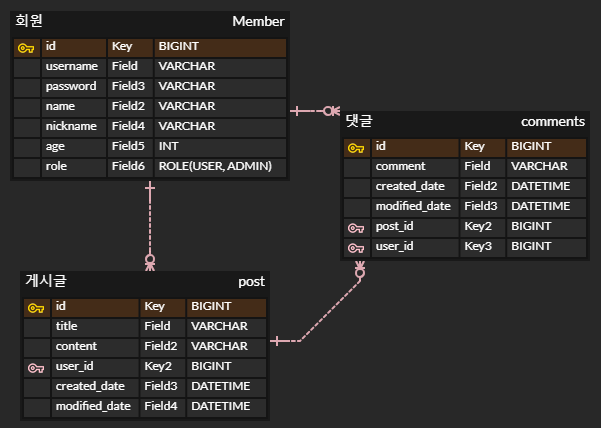 회원 Member
id Key BIGINT
username Field VARCHAR
password Field3 VARCHAR
name Field2 VARCHAR
nickname Field4 VARCHAR
age Field5 INT
role Field6 ROLE(USER, ADMIN)
댓글 comments
id Key BIGINT
comment Field VARCHAR
created_date Field2 DATETIME
modified_date Field3 DATETIME
post_id Key2 BIGINT
user_id Key3 BIGINT
게시글 post
id Key BIGINT
title Field VARCHAR
content Field2 VARCHAR
user_id Key2 BIGINT
created_date Field3 DATETIME
modified_date Field4 DATETIME